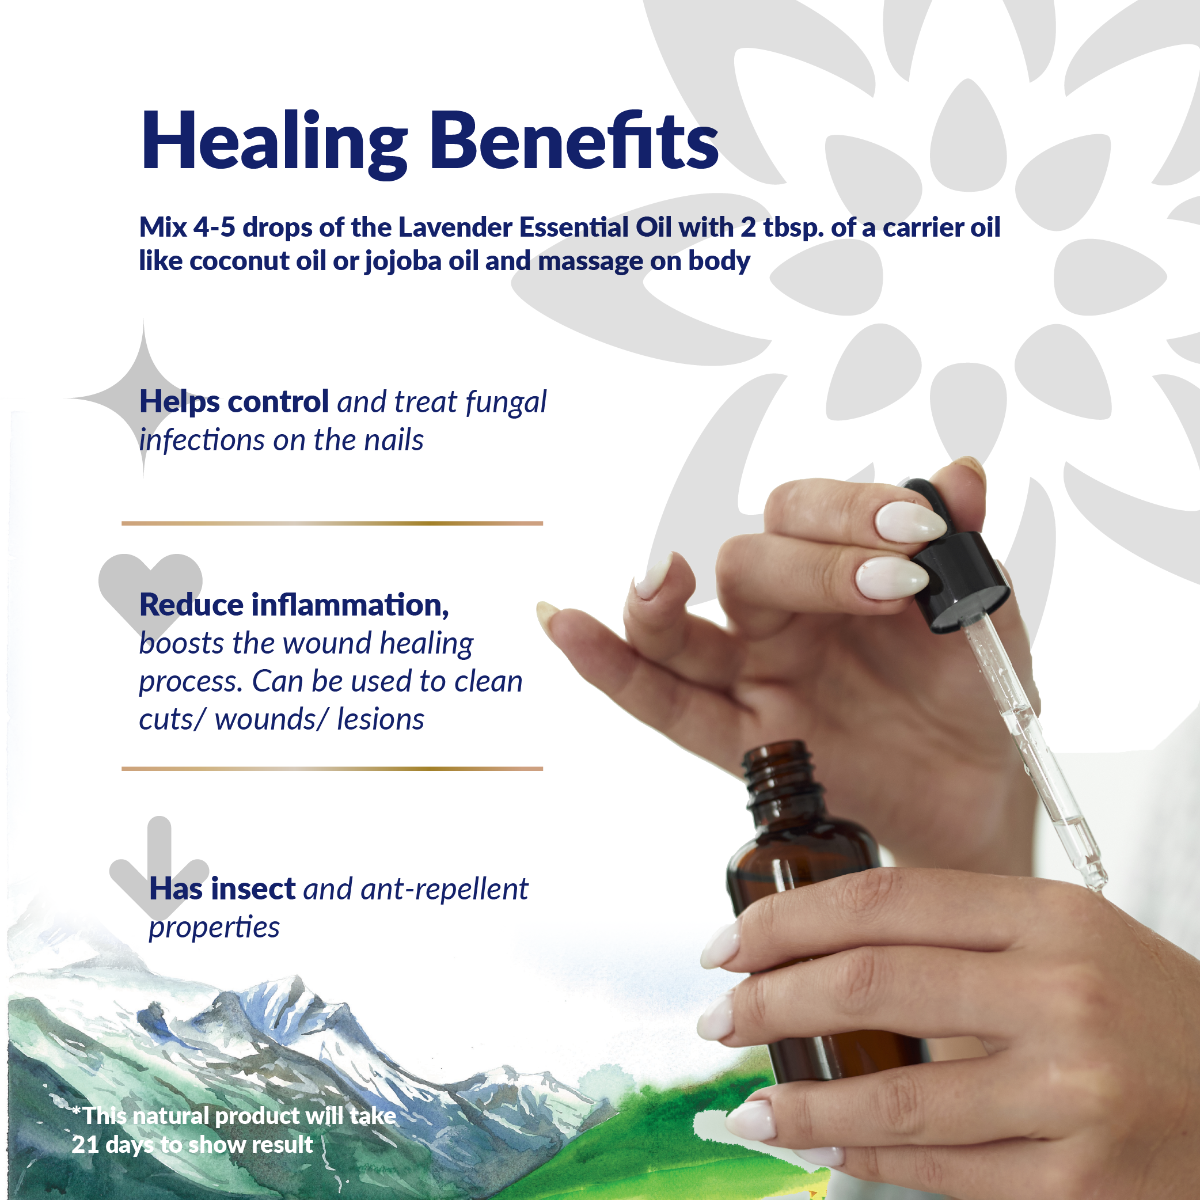 Healing Benefits
Mix 4-5 drops of the Lavender Essential Oil with 2 tbsp. of a carrier oil
like coconut oil or jojoba oil and massage on body
Helps control and treat fungal
infections on the nails
Reduce inflammation,
boosts the wound healing
process. Can be used to clean
cuts/ wounds/ lesions
Has insect and ant-repellent
properties
*This natural product will take
21 days to show result